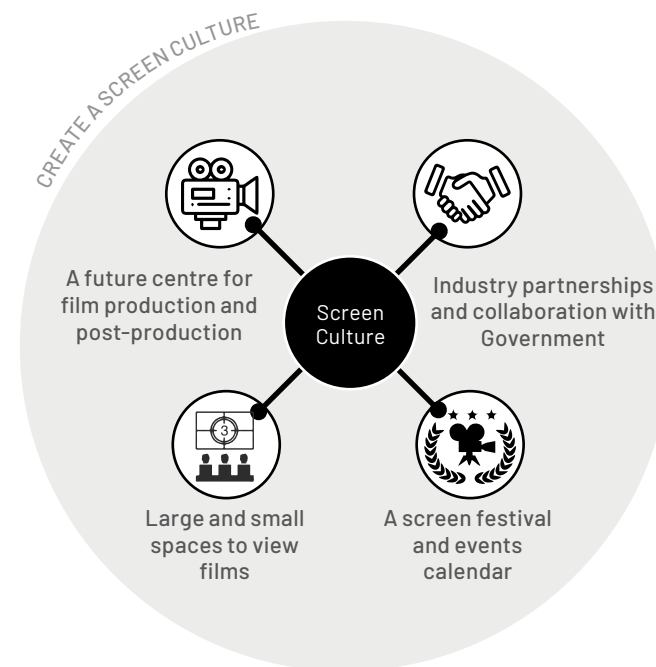 CREATE A SCREEN CULTURE
A future centre for
film production and
post-production
Industry partnerships
and collaboration with
Government
Screen
Culture
3
Large and small
spaces to view
films
A screen festival
and events
calendar